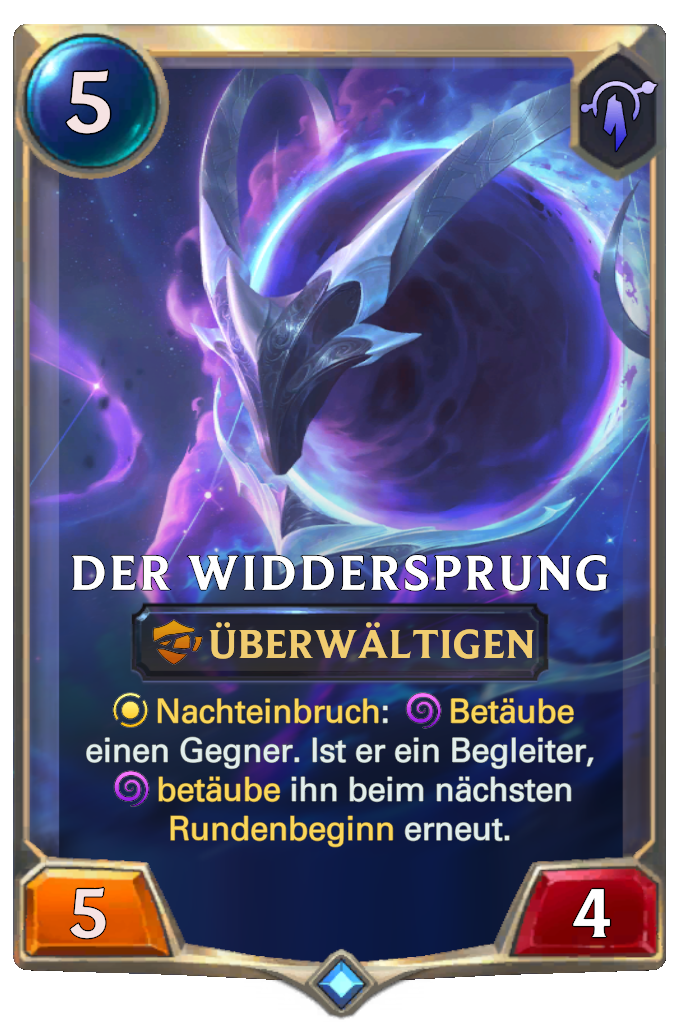 5
DER WIDDERSPRUNG
ÜBERWÄLTIGEN
Nachteinbruch: Betäube
einen Gegner. Ist er ein Begleiter,
betäube ihn beim nächsten
Rundenbeginn erneut.
5
4